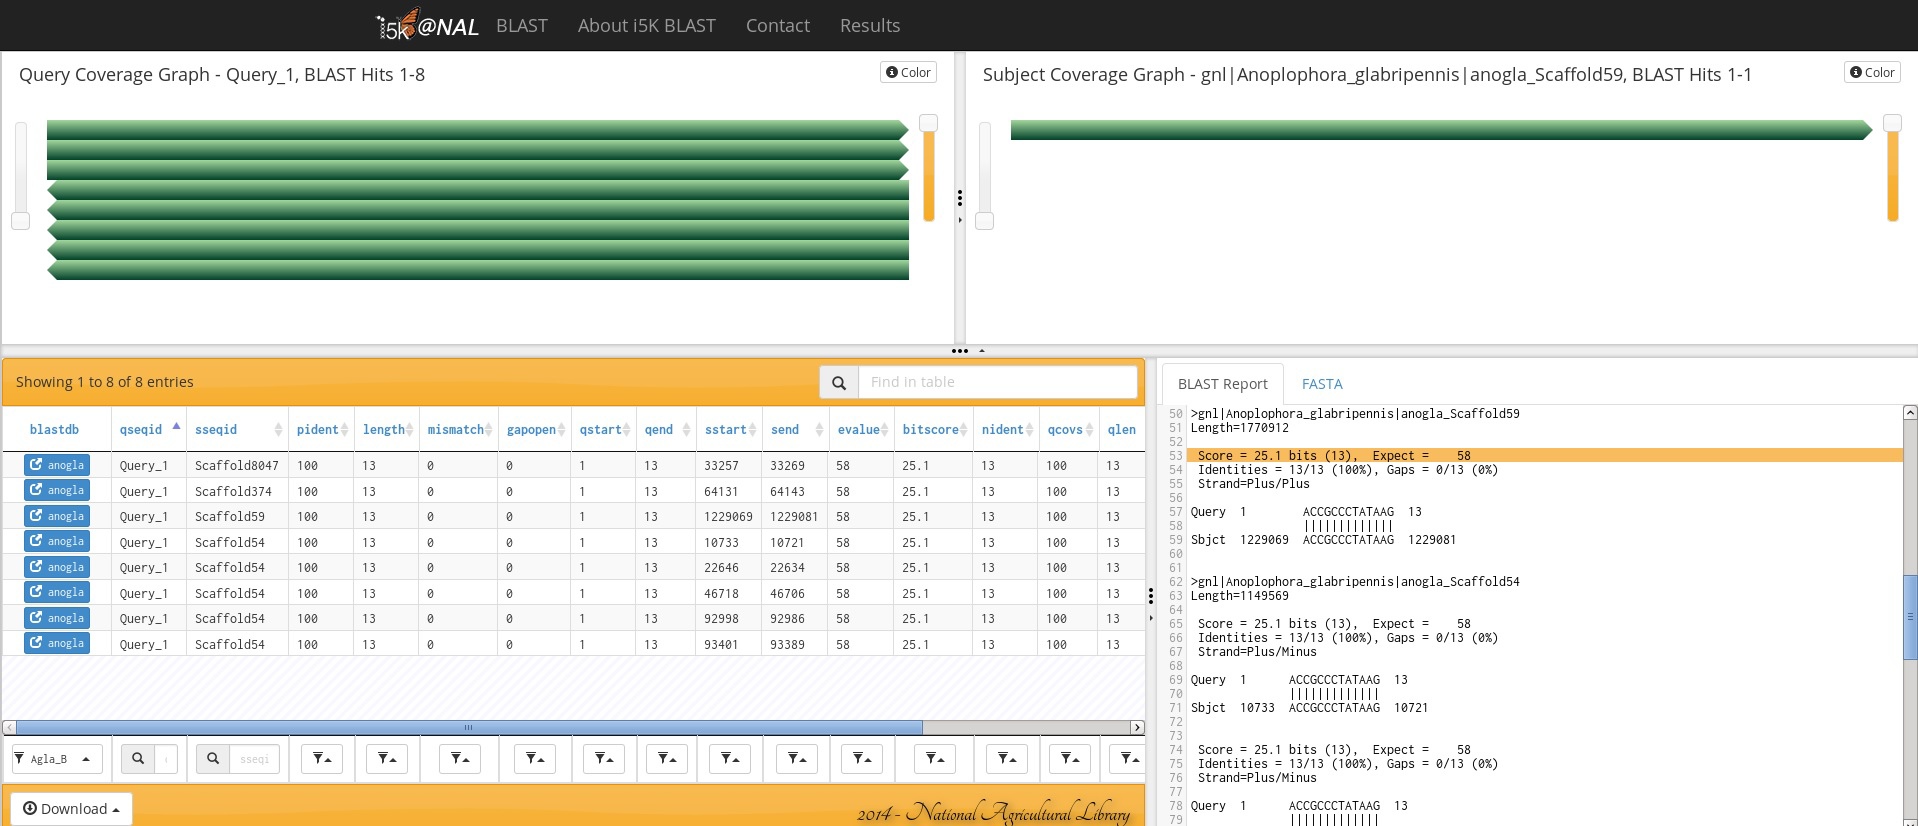 i5k@NAL BLAST About i5K BLAST Contact Results
Query Coverage Graph - Query_1, BLAST Hits 1-8
Color
Subject Coverage Graph - gnl|Anoplophora_glabripennis|anogla_Scaffold59, BLAST Hits 1-1
Color
Showing 1 to 8 of 8 entries
Find in table
blastdb qseqid sseqid pident length mismatch gapopen qstart qend sstart send evalue bitscore nident qcovs qlen
anogla Query_1 Scaffold8047 100 13 0 0 1 13 33257 33269 58 25.1 13 100 13
anogla Query_1 Scaffold374 100 13 0 0 1 13 64131 64143 58 25.1 13 100 13
anogla Query_1 Scaffold59 100 13 0 0 1 13 1229069 1229081 58 25.1 13 100 13
anogla Query_1 Scaffold54 100 13 0 0 1 13 10733 10721 58 25.1 13 100 13
anogla Query_1 Scaffold54 100 13 0 0 1 13 22646 22634 58 25.1 13 100 13
anogla Query_1 Scaffold54 100 13 0 0 1 13 46718 46706 58 25.1 13 100 13
anogla Query_1 Scaffold54 100 13 0 0 1 13 92998 92986 58 25.1 13 100 13
anogla Query_1 Scaffold54 100 13 0 0 1 13 93401 93389 58 25.1 13 100 13
Agla_B sseqi
Download
2014 - National Agricultural Library
BLAST Report FASTA
50 >gnl|Anoplophora_glabripennis|anogla_Scaffold59
51 Length=1770912
52
53 Score = 25.1 bits (13), Expect = 58
54 Identities = 13/13 (100%), Gaps = 0/13 (0%)
55 Strand=Plus/Plus
56
57 Query 1 ACCGCCCTATAAG 13
58 |||||||||||||
59 Sbjct 1229069 ACCGCCCTATAAG 1229081
60
61
62 >gnl|Anoplophora_glabripennis|anogla_Scaffold54
63 Length=1149569
64
65 Score = 25.1 bits (13), Expect = 58
66 Identities = 13/13 (100%), Gaps = 0/13 (0%)
67 Strand=Plus/Minus
68
69 Query 1 ACCGCCCTATAAG 13
70 |||||||||||||
71 Sbjct 10733 ACCGCCCTATAAG 10721
72
73
74 Score = 25.1 bits (13), Expect = 58
75 Identities = 13/13 (100%), Gaps = 0/13 (0%)
76 Strand=Plus/Minus
77
78 Query 1 ACCGCCCTATAAG 13
79 |||||||||||||